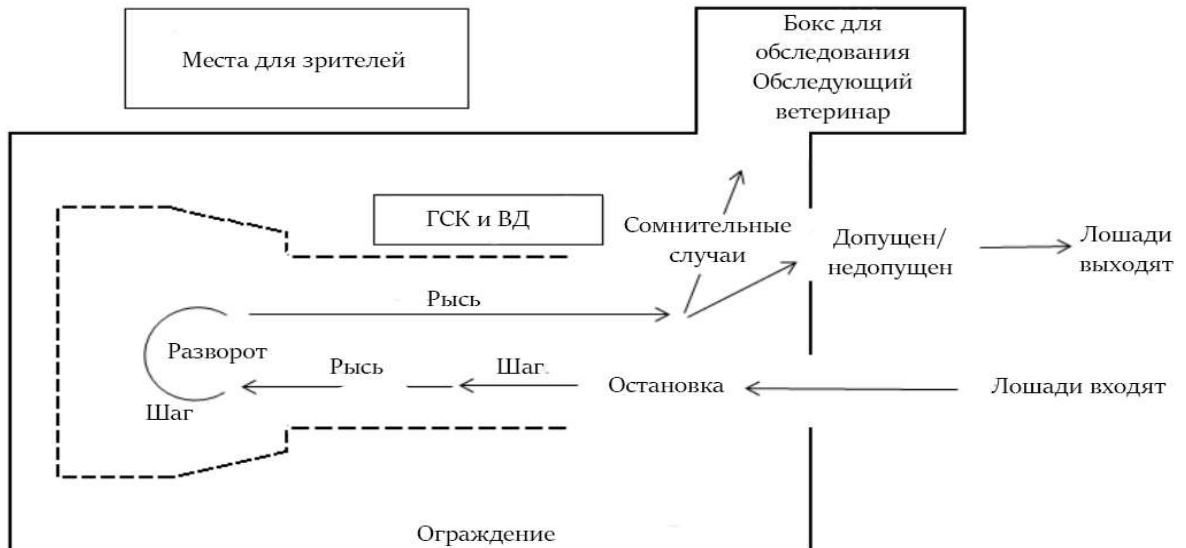 Места для зрителей
Бокс для
обследования
Обследующий
ветеринар
ГСК и ВД
Сомнительные
случаи
Допущен/
недопущен
Лошади
выходят
Рысь
Разворот
Рысь
Шаг
Остановка
Лошади входят
Шаг
Ограждение